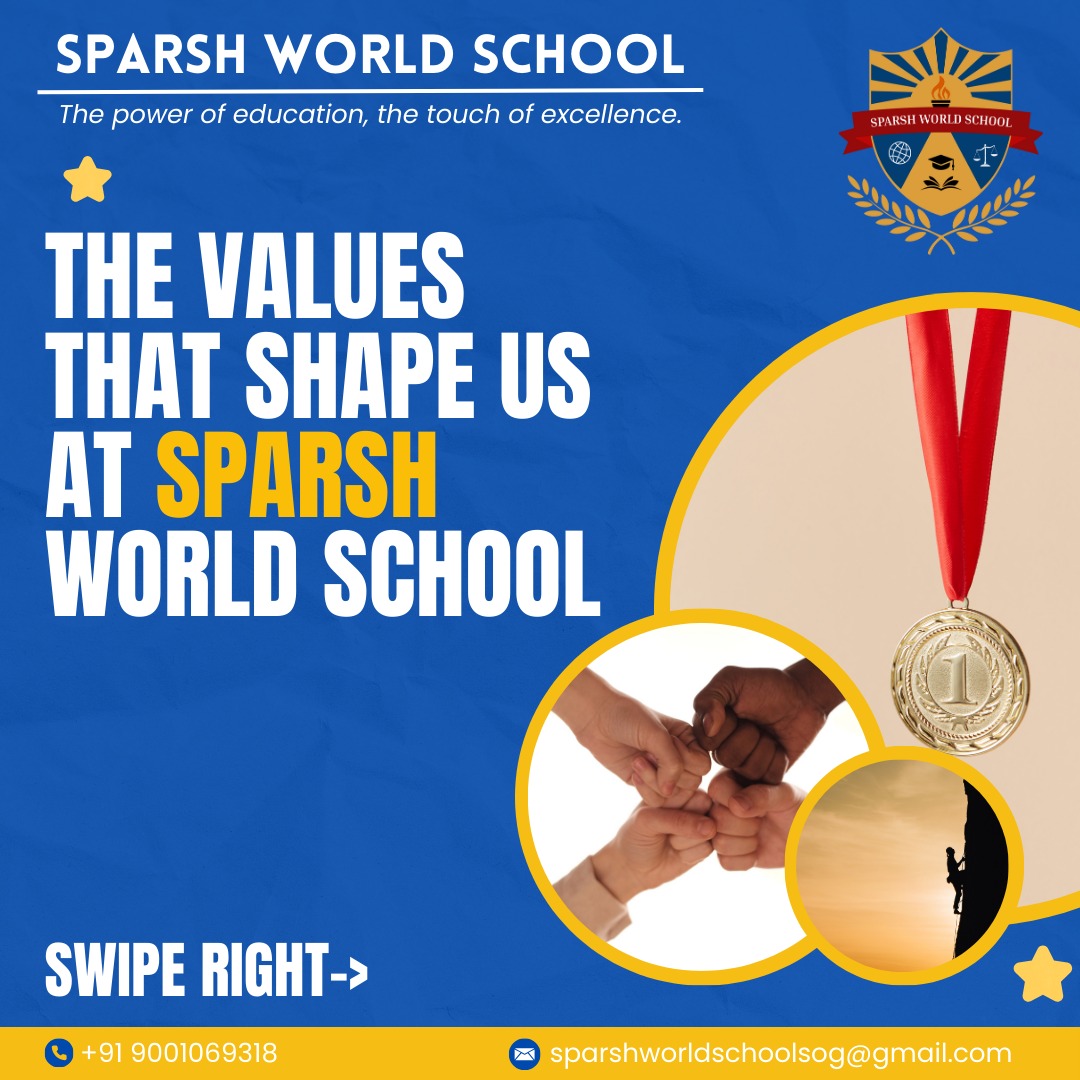 SPARSH WORLD SCHOOL
The power of education, the touch of excellence.
SPARSH WORLD SCHOOL
THE VALUES
THAT SHAPE US
AT SPARSH
WORLD SCHOOL
1
SWIPE RIGHT->
+91 9001069318
sparshworldschoolsog@gmail.com